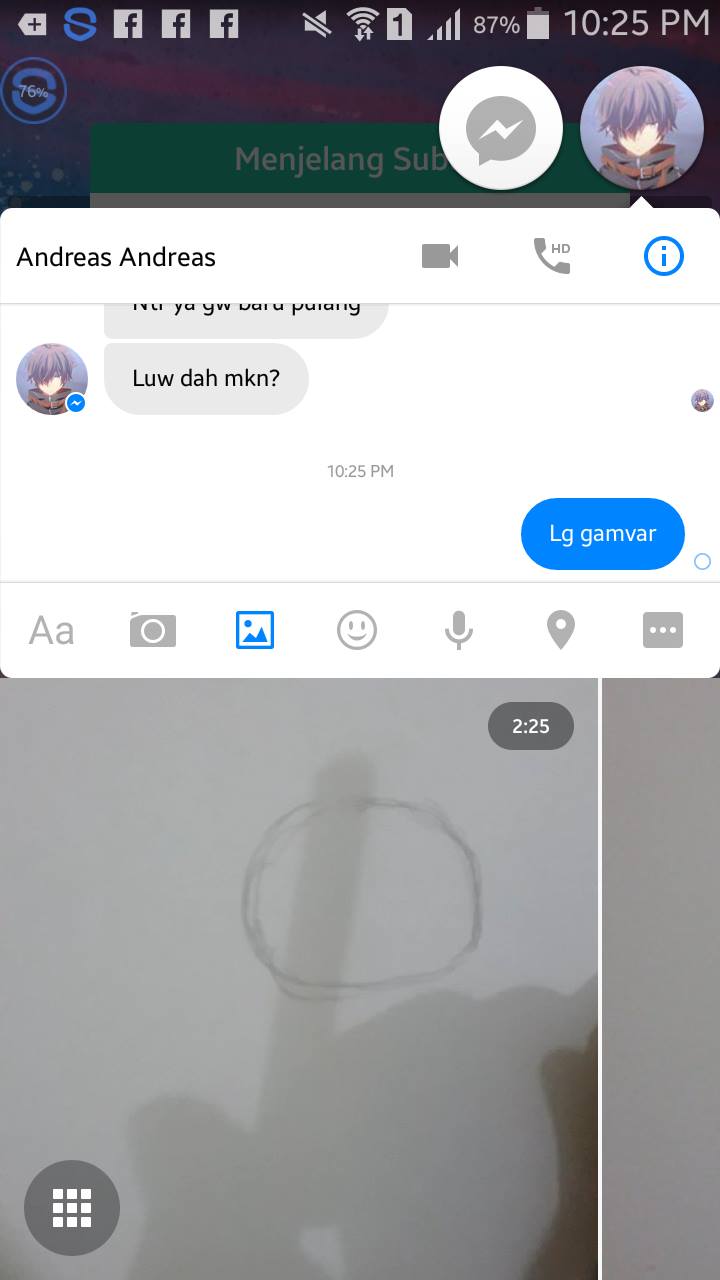 1
87%
10:25 PM
76%
Menjelang Sub
Andreas Andreas
HD
Ntr ya gw baru pulang
Luw dah mkn?
10:25 PM
Lg gamvar
Aa
2:25